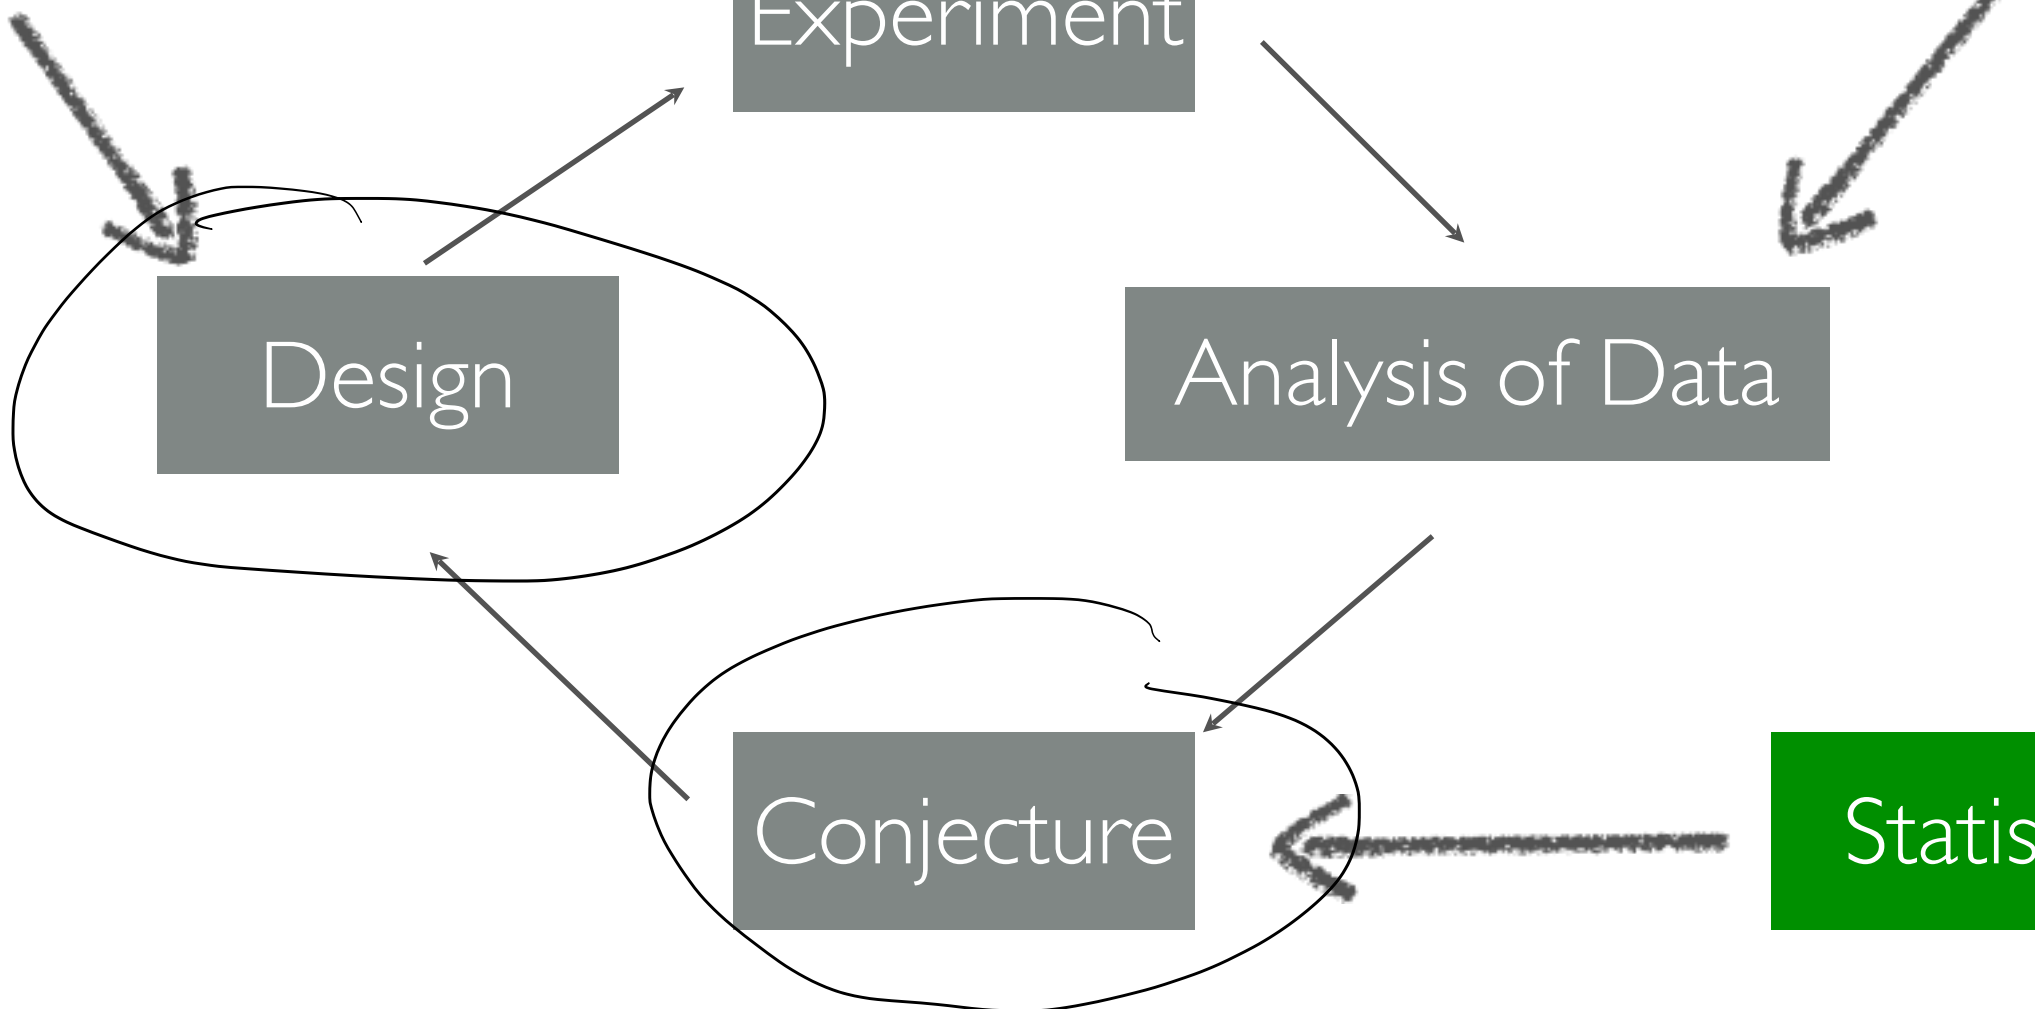 Experiment
Design
Analysis of Data
Conjecture
Statis